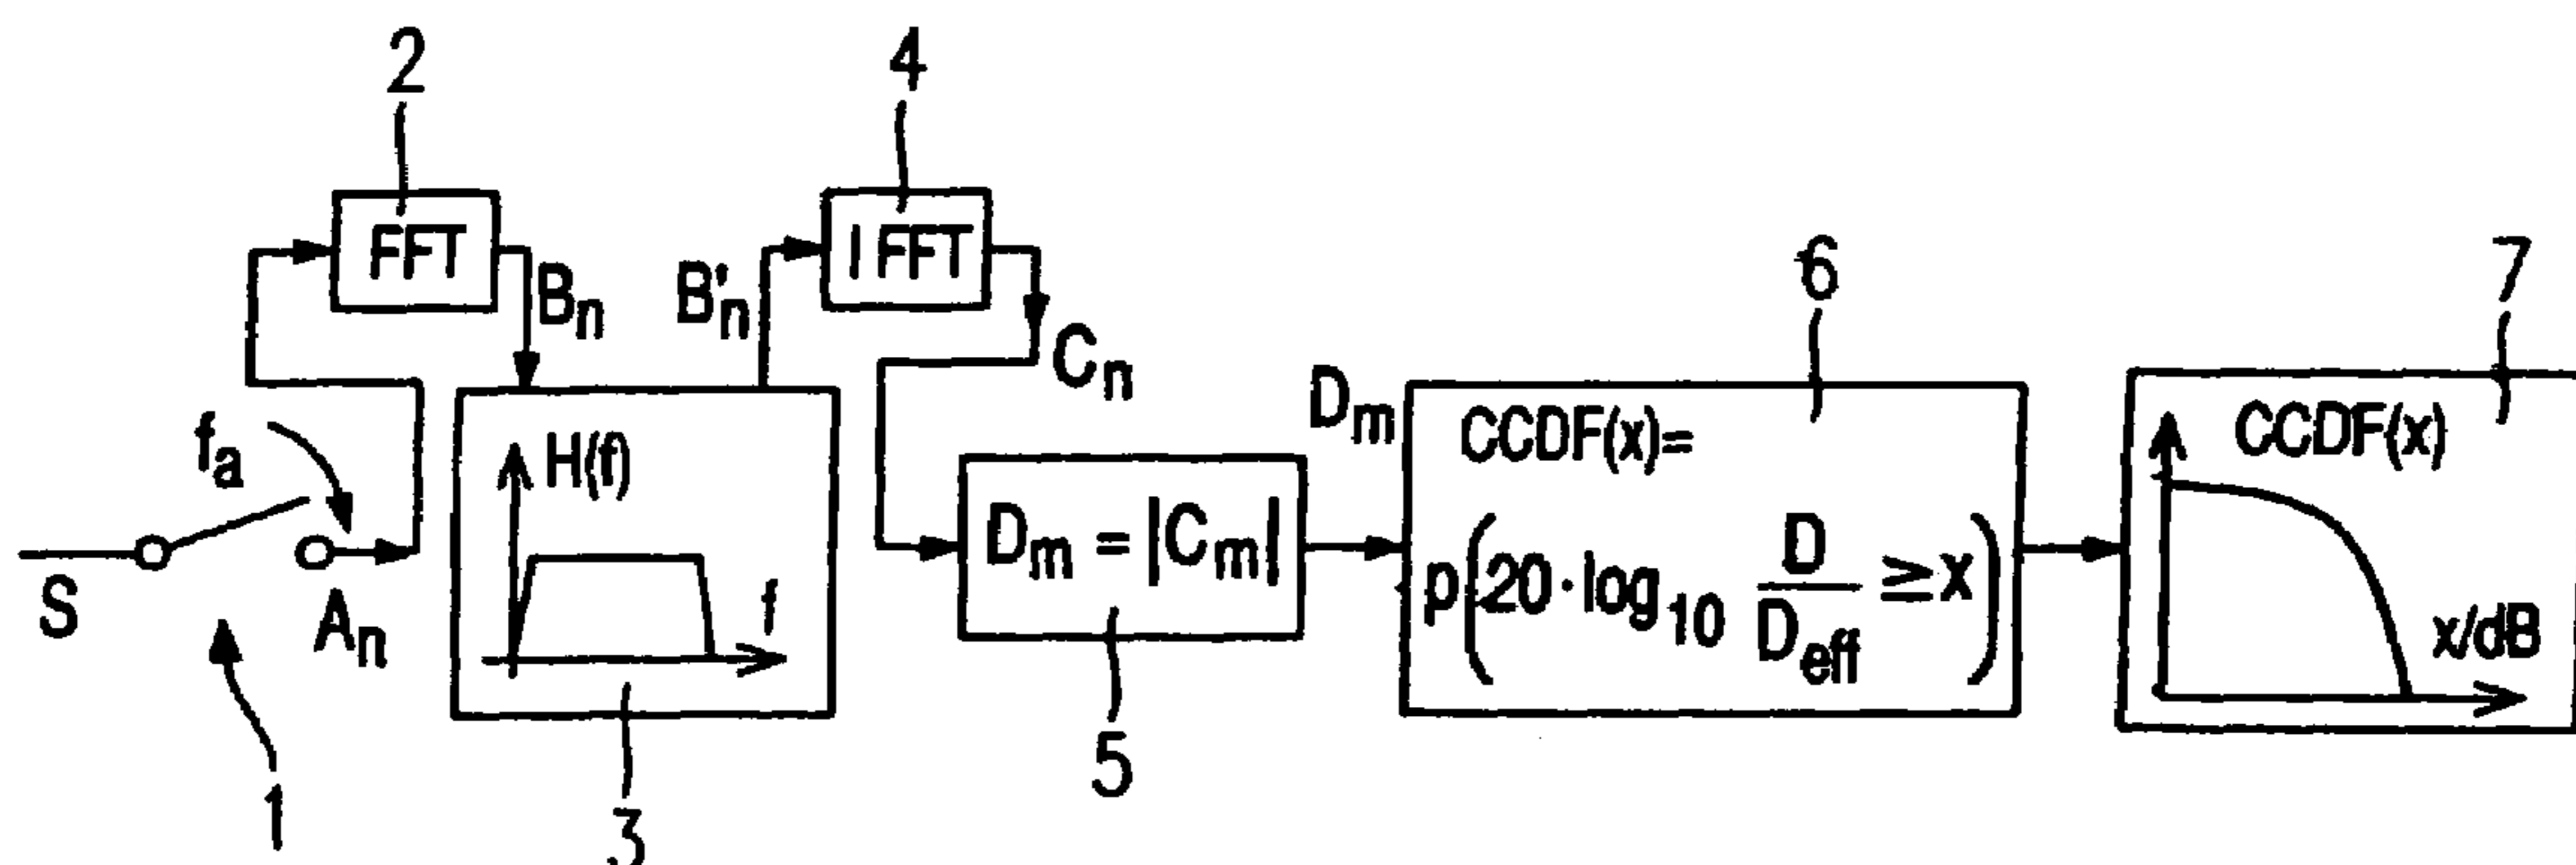 2
4
6
7
FFT
I FFT
Bn
B'n
Cn
Dm
fa
H(f)
f
S
An
Dm = |Cm|
CCDF(x)=
p(20·log10 D/Deff ≥x)
CCDF(x)
x/dB
1
3
5